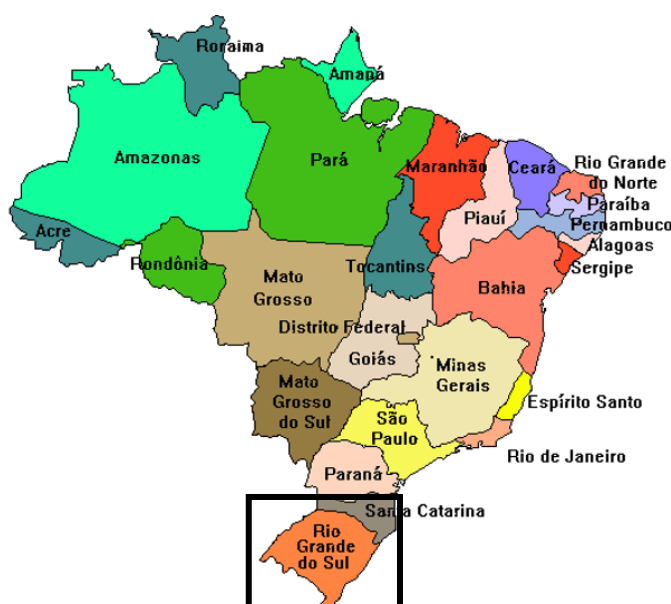 Roraima
Amapá
Amazonas
Pará
Maranhão
Ceará
Rio Grande
do Norte
Paraíba
Piauí
Pernambuco
Acre
Alagoas
Rondônia
Tocantins
Sergipe
Mato
Grosso
Bahia
Distrito Federal
Goiás
Minas
Gerais
Mato
Grosso
do Sul
Espírito Santo
São
Paulo
Rio de Janeiro
Paraná
Santa Catarina
Rio
Grande
do Sul